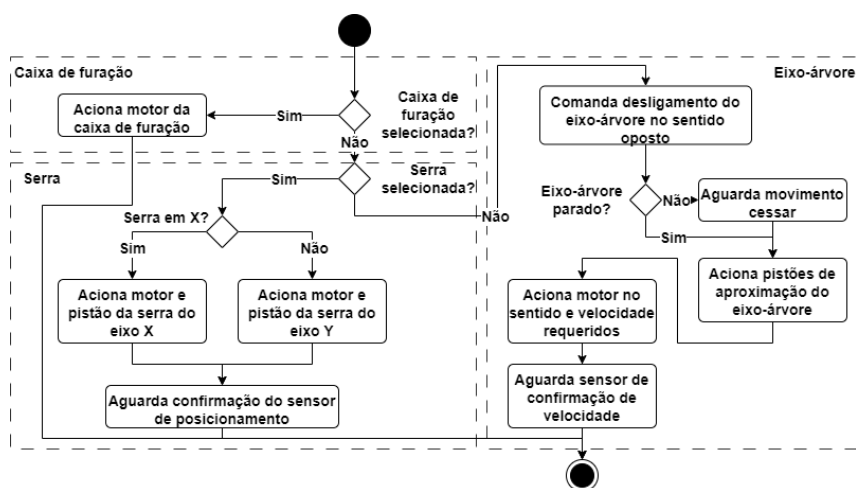 Caixa de furação
Aciona motor da
caixa de furação
Sim
Caixa de
furação
selecionada?
Não
Serra
Sim
Serra
selecionada?
Não
Serra em X?
Sim
Não
Aciona motor e
pistão da serra do
eixo X
Aciona motor e
pistão da serra do
eixo Y
Aguarda confirmação do sensor
de posicionamento
Eixo-árvore
Comanda desligamento do
eixo-árvore no sentido
oposto
Eixo-árvore
parado?
Não
Aguarda movimento
cessar
Sim
Aciona pistões de
aproximação do
eixo-árvore
Aciona motor no
sentido e velocidade
requeridos
Aguarda sensor de
confirmação de
velocidade